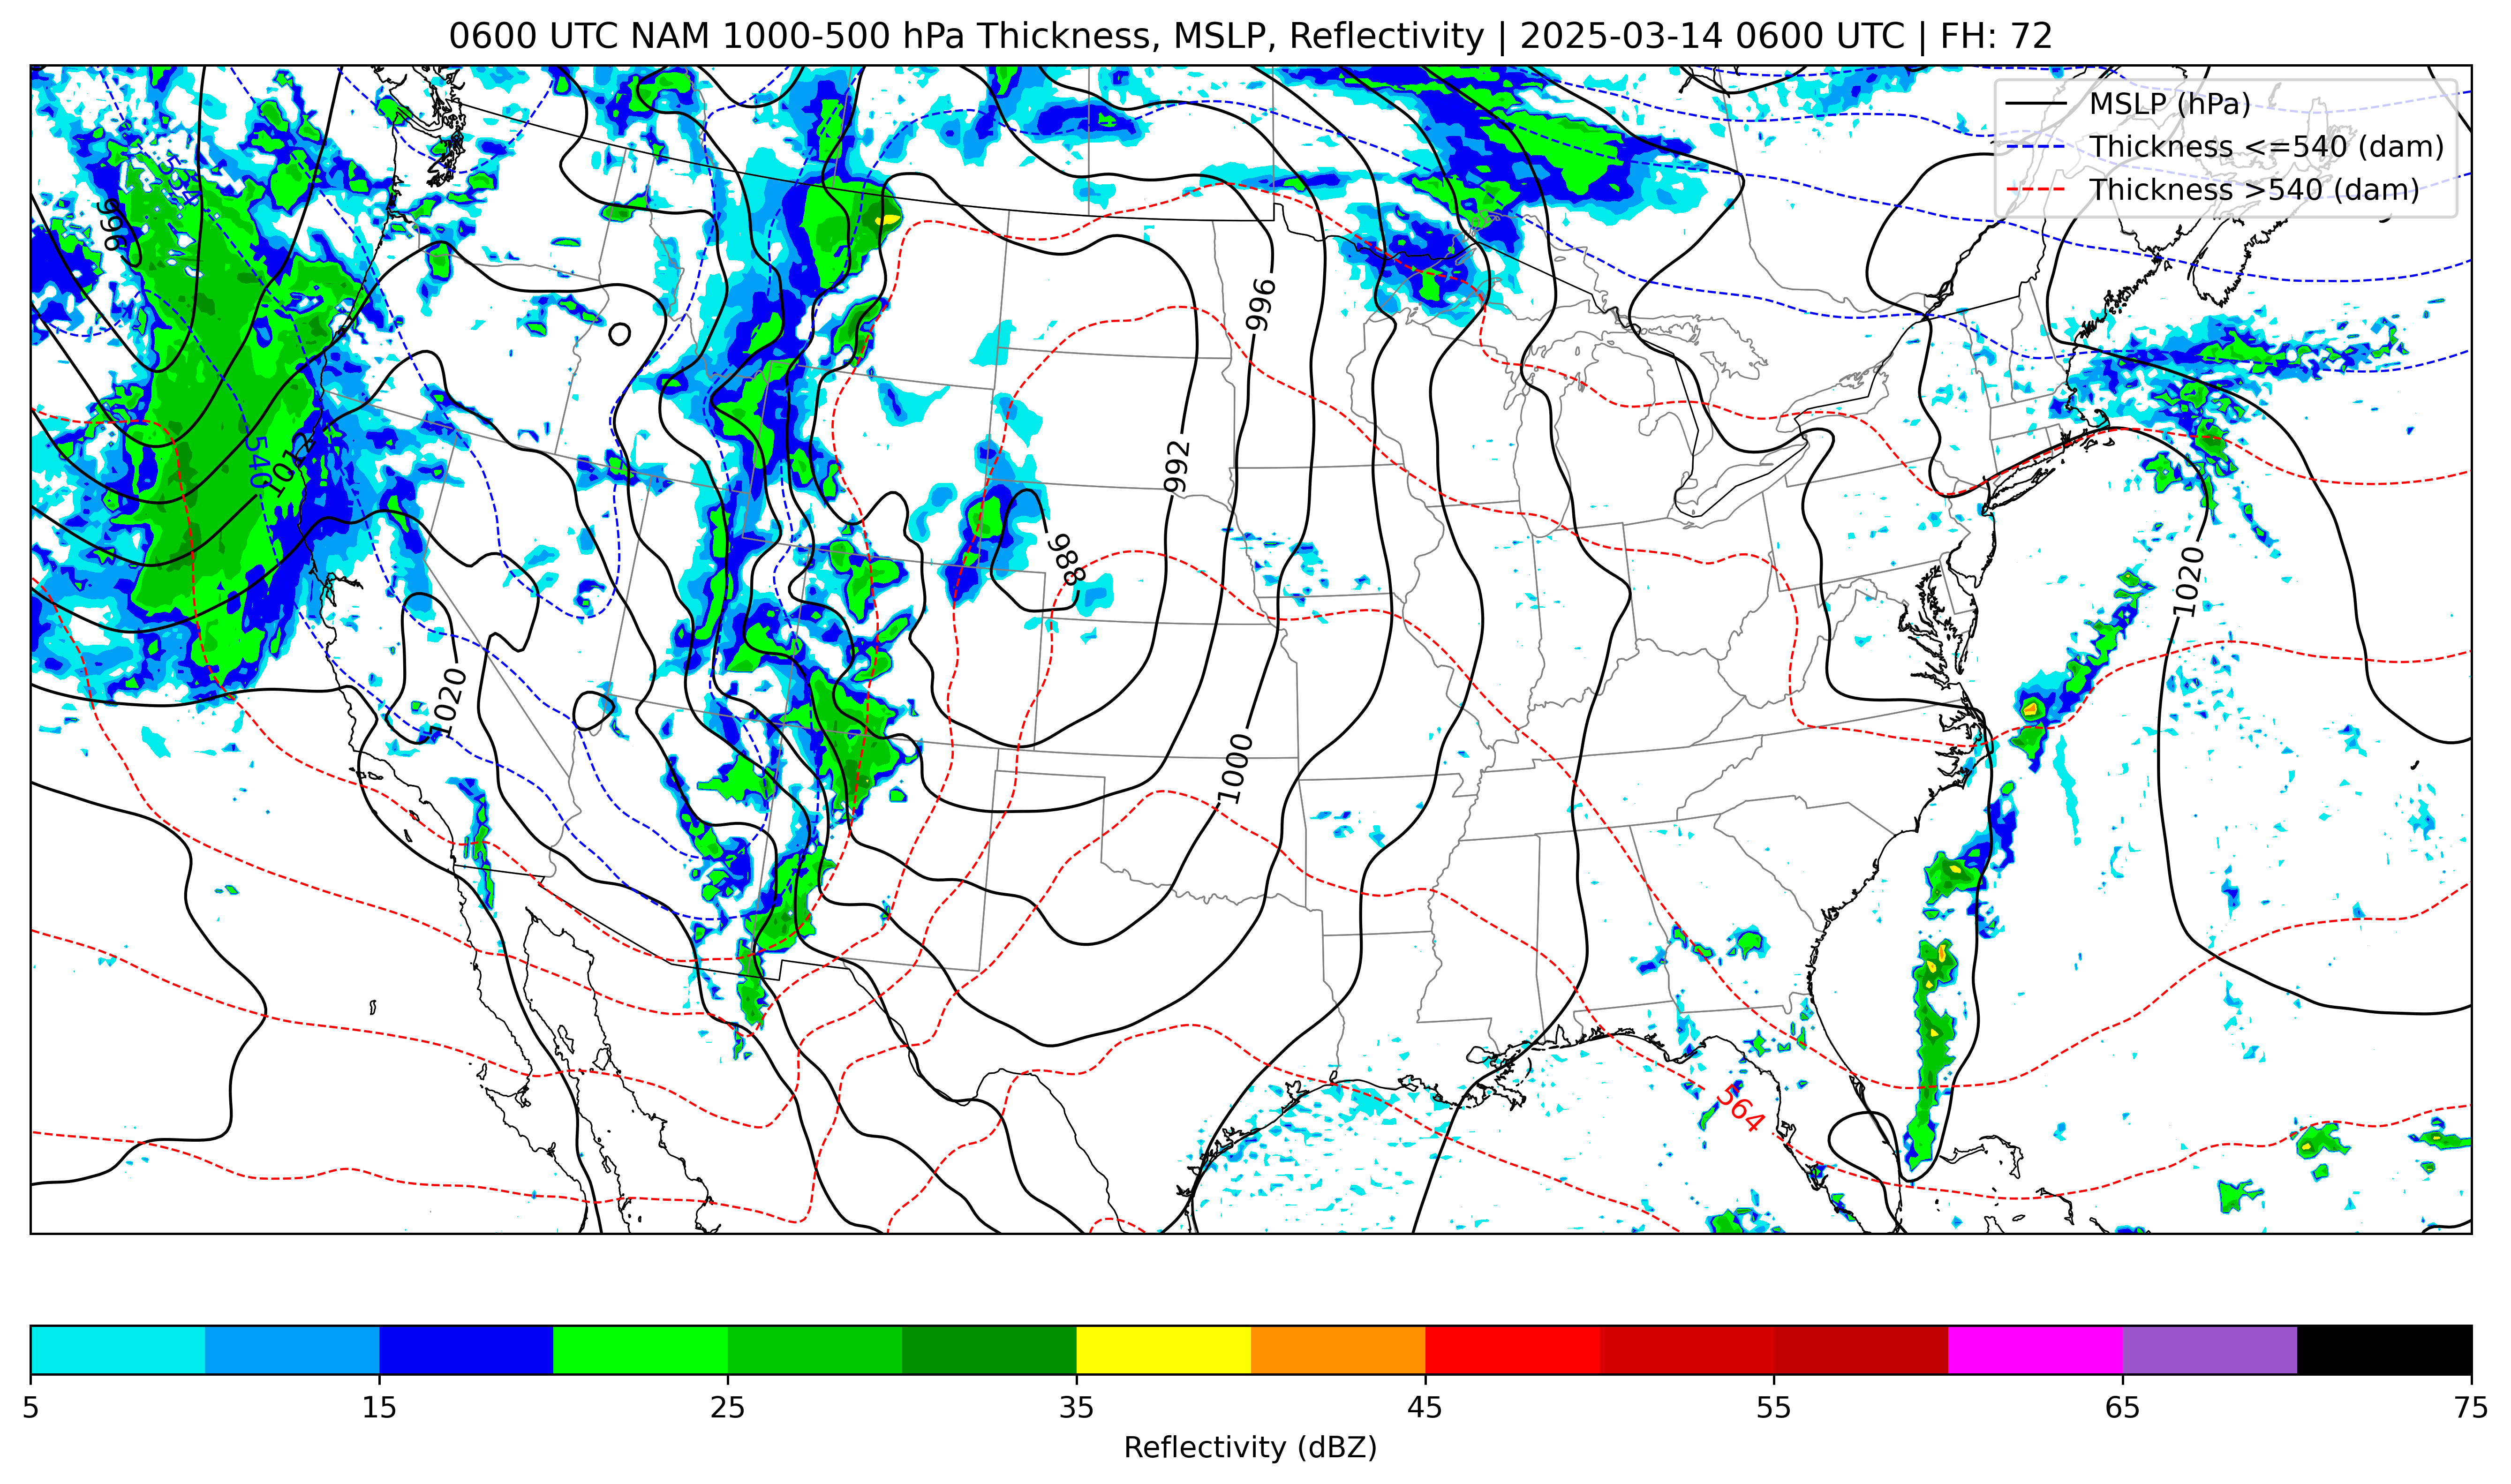 0600 UTC NAM 1000-500 hPa Thickness, MSLP, Reflectivity | 2025-03-14 0600 UTC | FH: 72
MSLP (hPa)
Thickness <=540 (dam)
Thickness >540 (dam)
996
996
992
540
1012
988
1020
1020
1000
564
5 15 25 35 45 55 65 75
Reflectivity (dBZ)